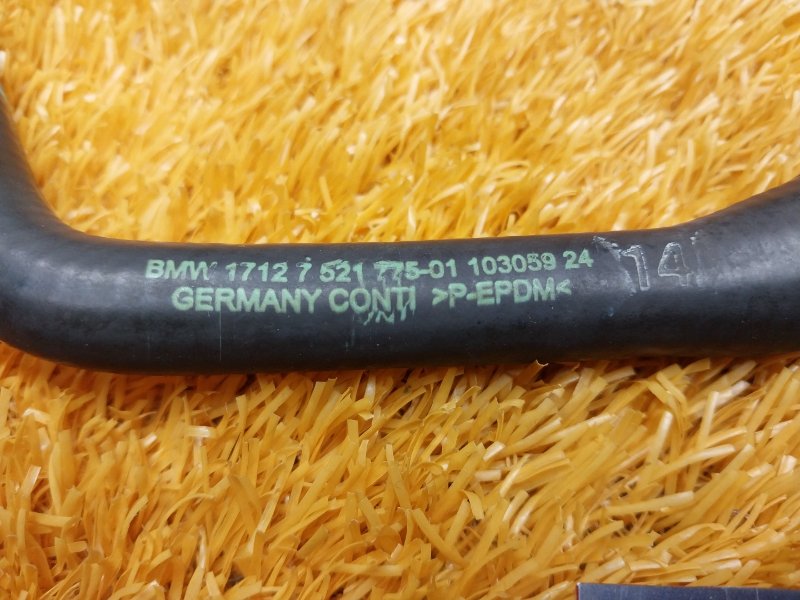 BMW 1712 7 521 775-01 103059 24
GERMANY CONTI >P-EPDM<
14